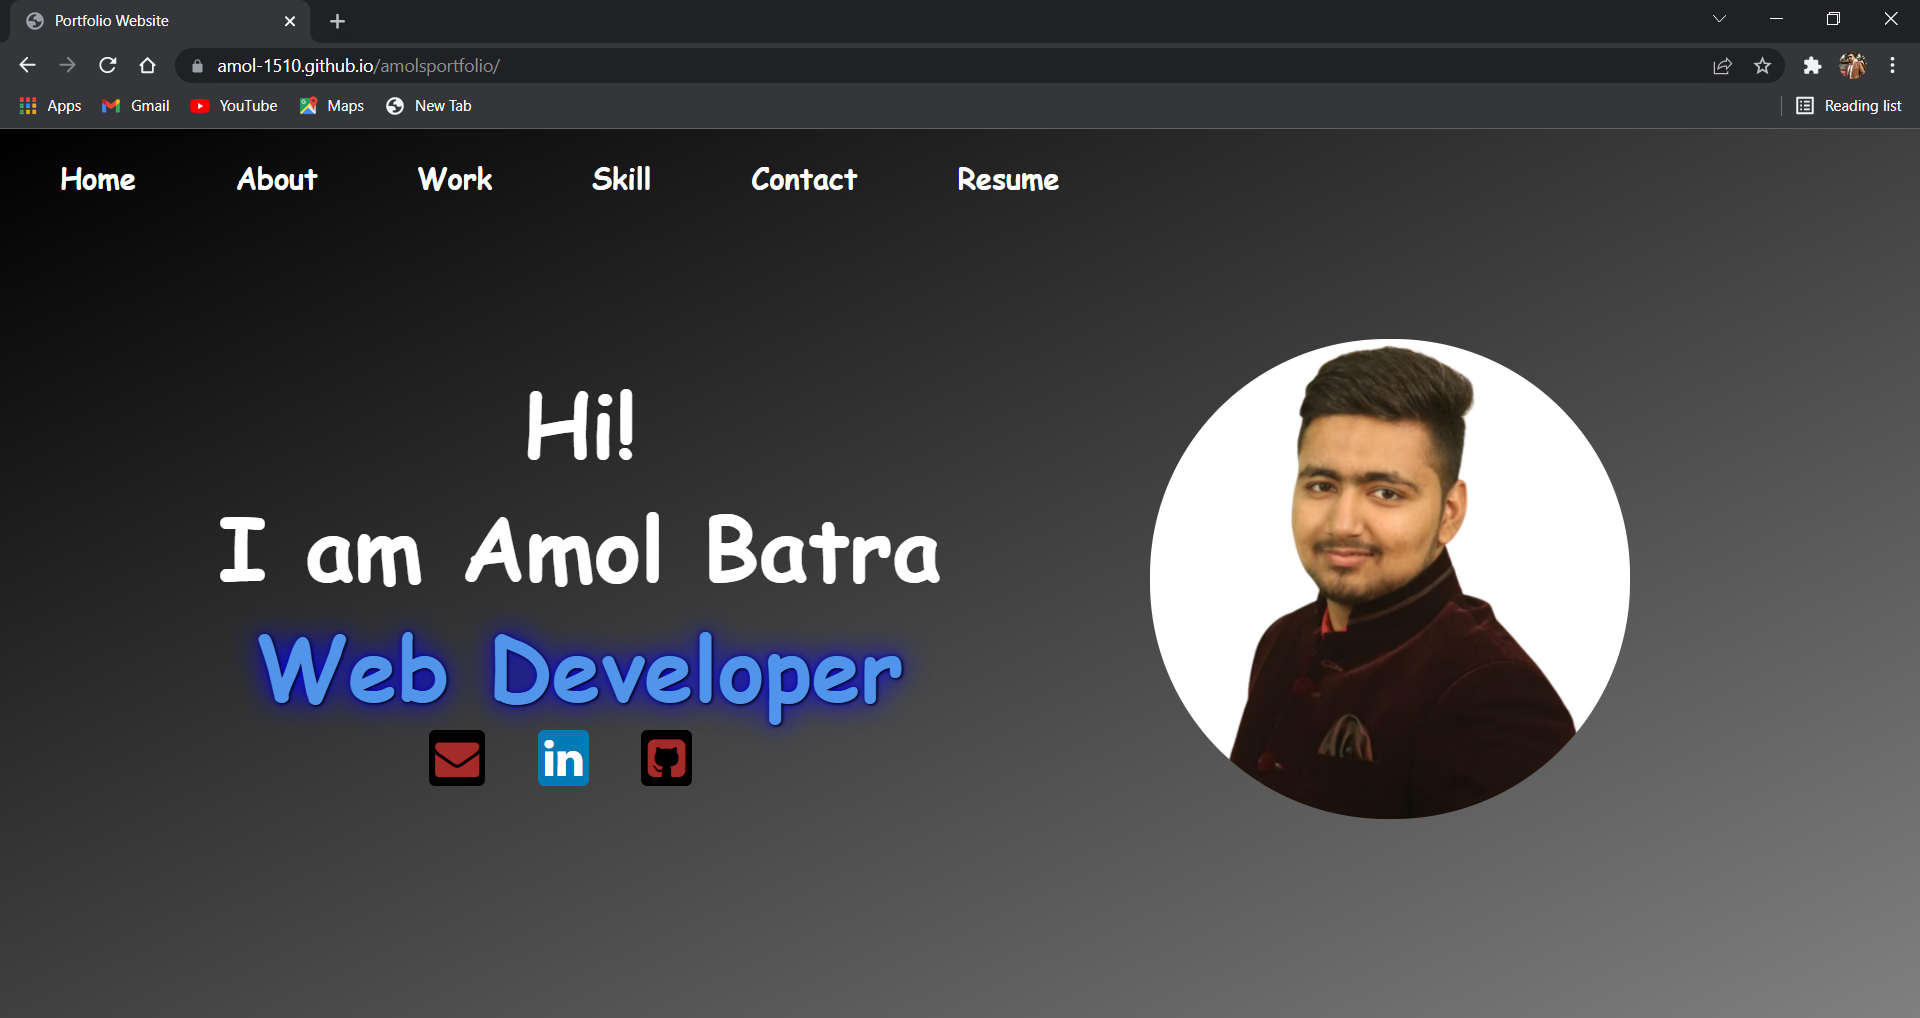 Portfolio Website
amol-1510.github.io/amolsportfolio/
Apps Gmail YouTube Maps New Tab Reading list
Home About Work Skill Contact Resume
Hi!
I am Amol Batra
Web Developer
in